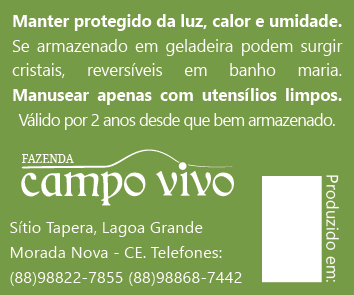 Manter protegido da luz, calor e umidade.
Se armazenado em geladeira podem surgir
cristais, reversíveis em banho maria.
Manusear apenas com utensílios limpos.
Válido por 2 anos desde que bem armazenado.
FAZENDA
campo vivo
Sítio Tapera, Lagoa Grande
Morada Nova - CE. Telefones:
(88)98822-7855 (88)98868-7442
Produzido em: